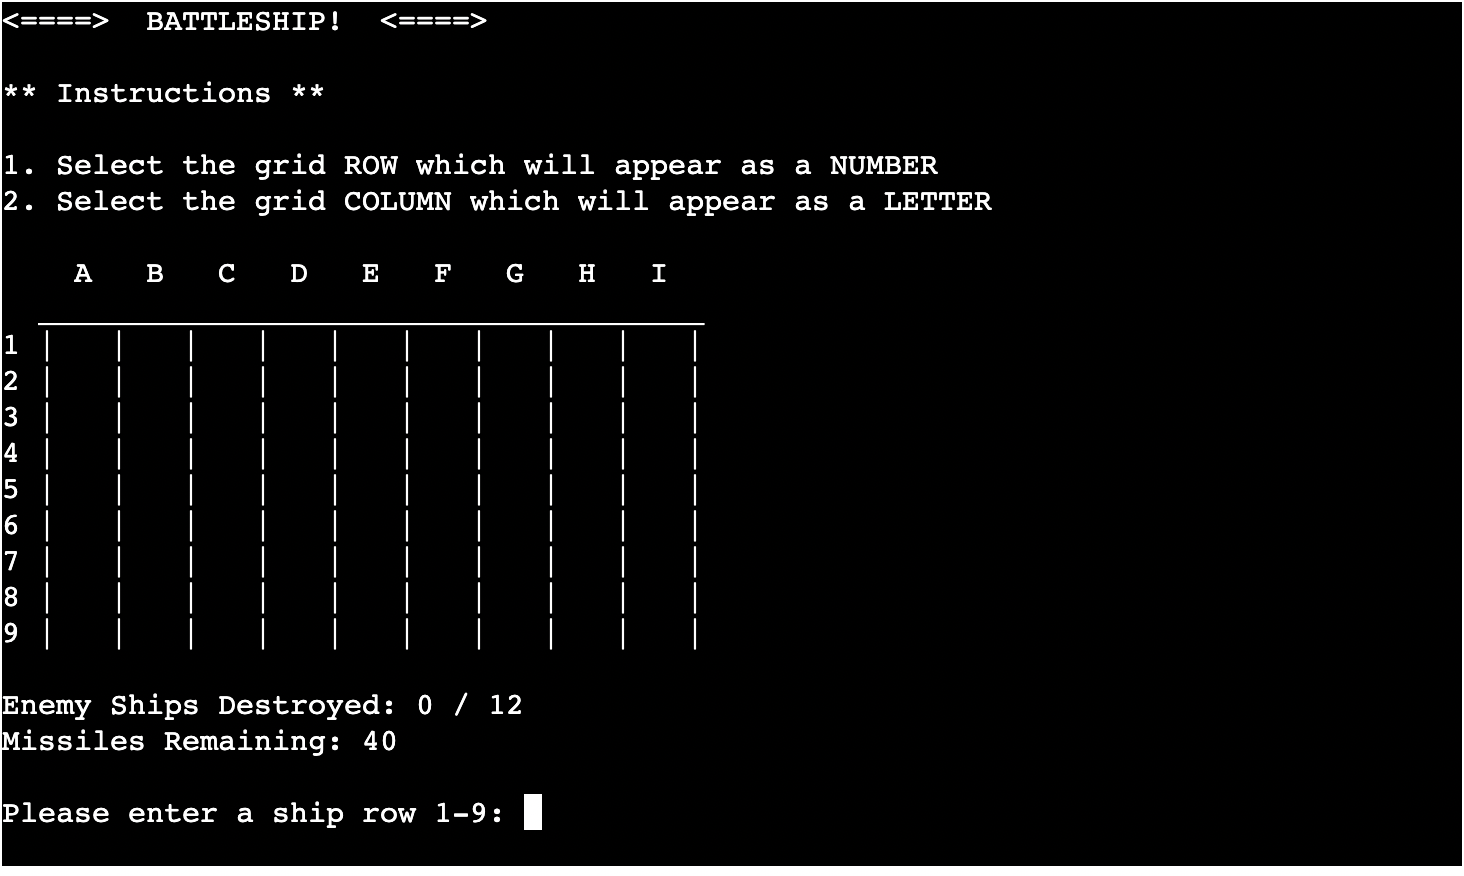 <====>  BATTLESHIP!  <====>
** Instructions **
1. Select the grid ROW which will appear as a NUMBER
2. Select the grid COLUMN which will appear as a LETTER
    A   B   C   D   E   F   G   H   I
  _____________________________________
1 |   |   |   |   |   |   |   |   |   |
2 |   |   |   |   |   |   |   |   |   |
3 |   |   |   |   |   |   |   |   |   |
4 |   |   |   |   |   |   |   |   |   |
5 |   |   |   |   |   |   |   |   |   |
6 |   |   |   |   |   |   |   |   |   |
7 |   |   |   |   |   |   |   |   |   |
8 |   |   |   |   |   |   |   |   |   |
9 |   |   |   |   |   |   |   |   |   |
Enemy Ships Destroyed: 0 / 12
Missiles Remaining: 40
Please enter a ship row 1-9: